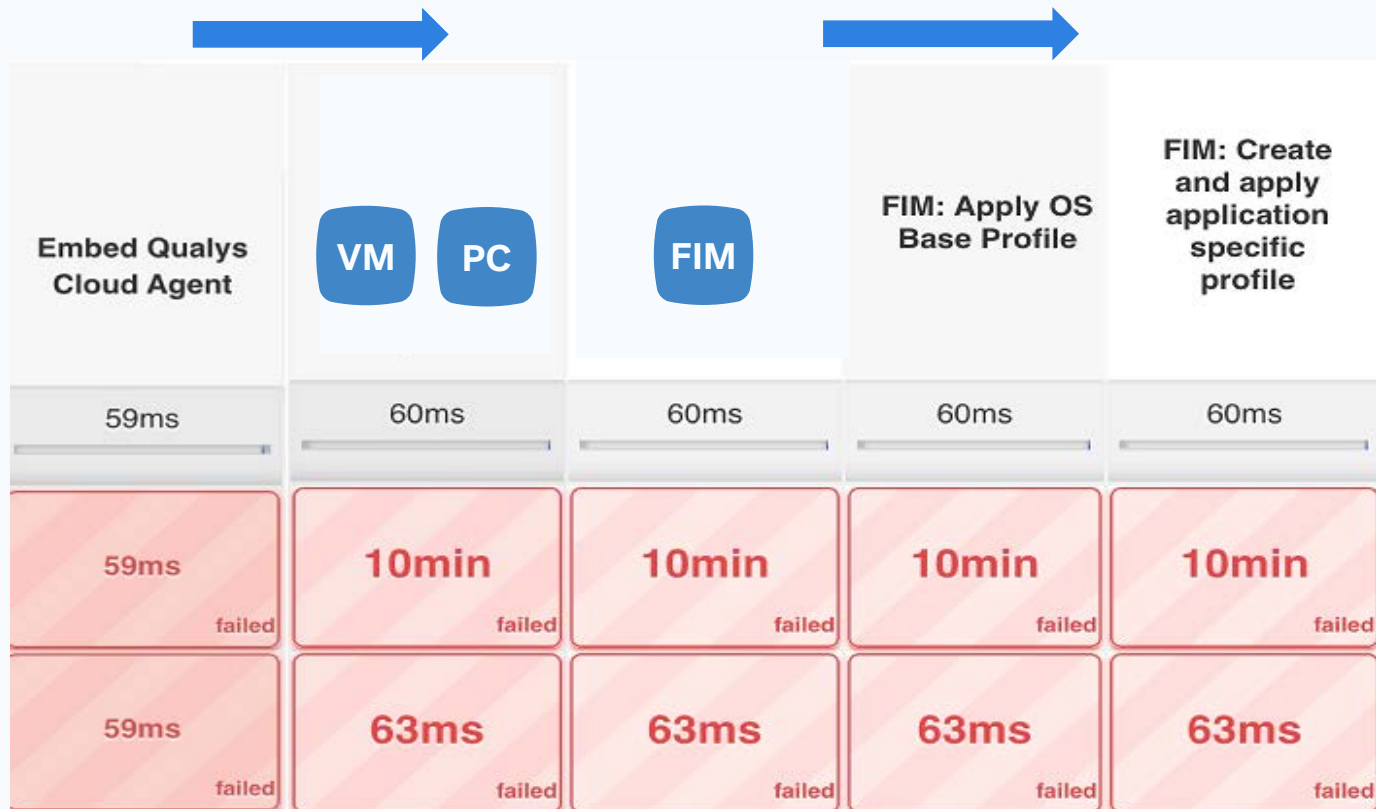 Embed Qualys
Cloud Agent
VM
PC
FIM
FIM: Apply OS
Base Profile
FIM: Create
and apply
application
specific
profile
59ms
60ms
60ms
60ms
60ms
59ms
failed
10min
failed
10min
failed
10min
failed
10min
failed
59ms
failed
63ms
failed
63ms
failed
63ms
failed
63ms
failed